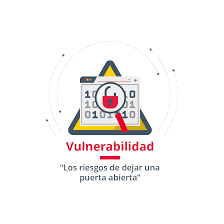 Vulnerabilidad
“Los riesgos de dejar una
puerta abierta”